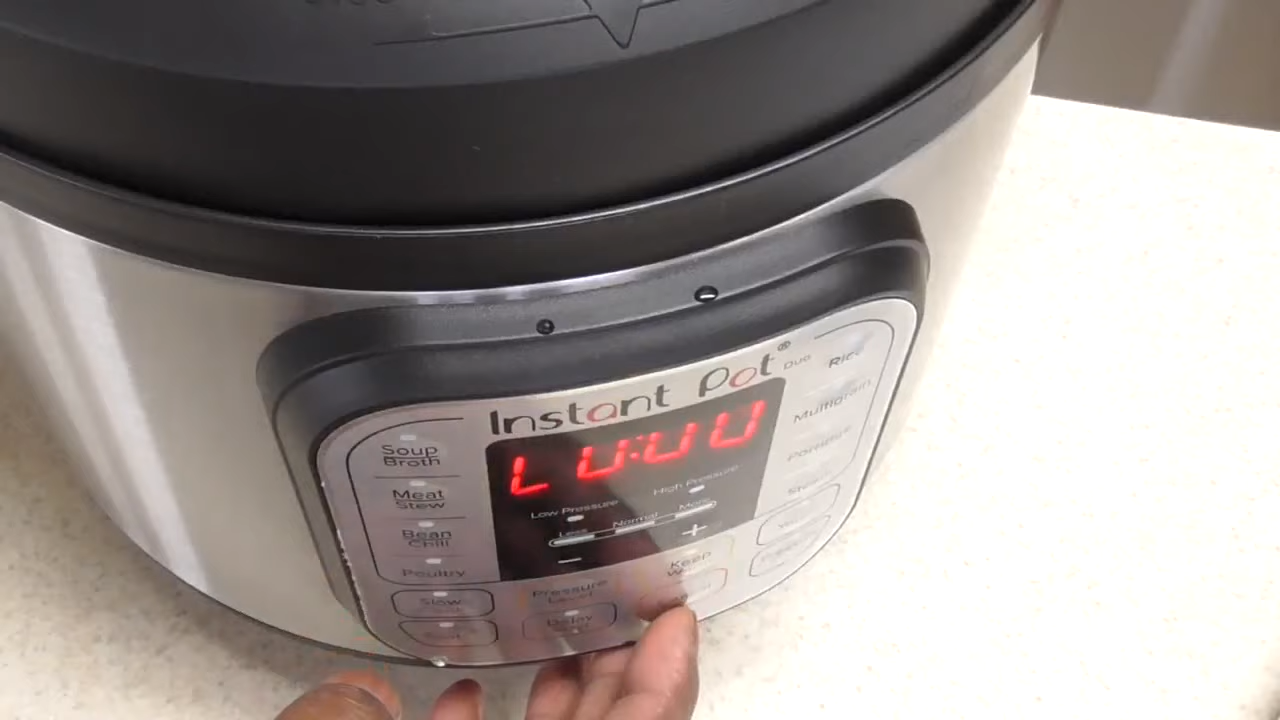 Instant Pot® Duo
L0:00
Soup
Broth
Meat
Stew
Bean
Chili
Poultry
Slow
Low Pressure
High Pressure
Less
Normal
More
+
−
Pressure
Level
Delay
Keep
Rice
Multigrain
Porridge